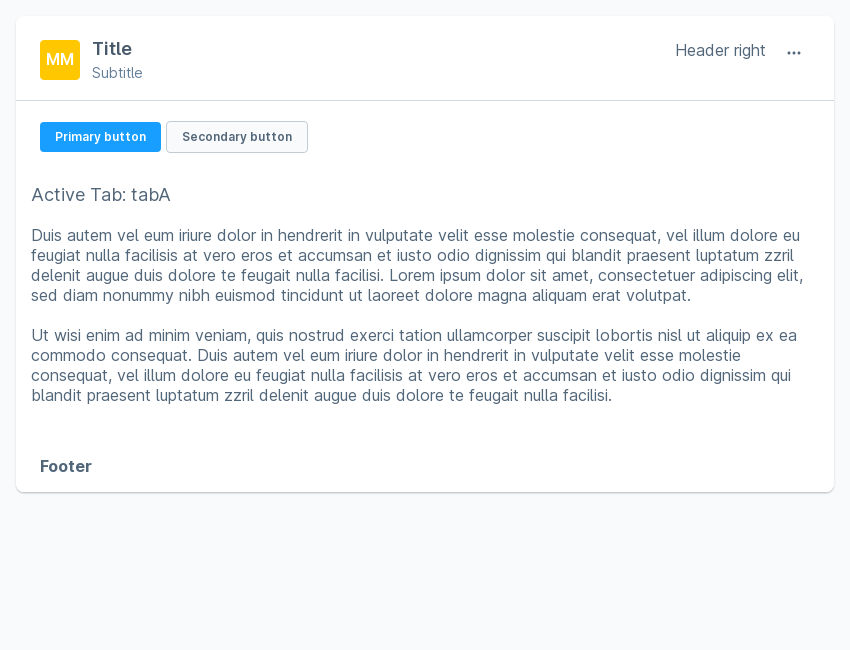 MM
Title
Subtitle
Header right
Primary button
Secondary button
Active Tab: tabA
Duis autem vel eum iriure dolor in hendrerit in vulputate velit esse molestie consequat, vel illum dolore eu
feugiat nulla facilisis at vero eros et accumsan et iusto odio dignissim qui blandit praesent luptatum zzril
delenit augue duis dolore te feugait nulla facilisi. Lorem ipsum dolor sit amet, consectetuer adipiscing elit,
sed diam nonummy nibh euismod tincidunt ut laoreet dolore magna aliquam erat volutpat.
Ut wisi enim ad minim veniam, quis nostrud exerci tation ullamcorper suscipit lobortis nisl ut aliquip ex ea
commodo consequat. Duis autem vel eum iriure dolor in hendrerit in vulputate velit esse molestie
consequat, vel illum dolore eu feugiat nulla facilisis at vero eros et accumsan et iusto odio dignissim qui
blandit praesent luptatum zzril delenit augue duis dolore te feugait nulla facilisi.
Footer